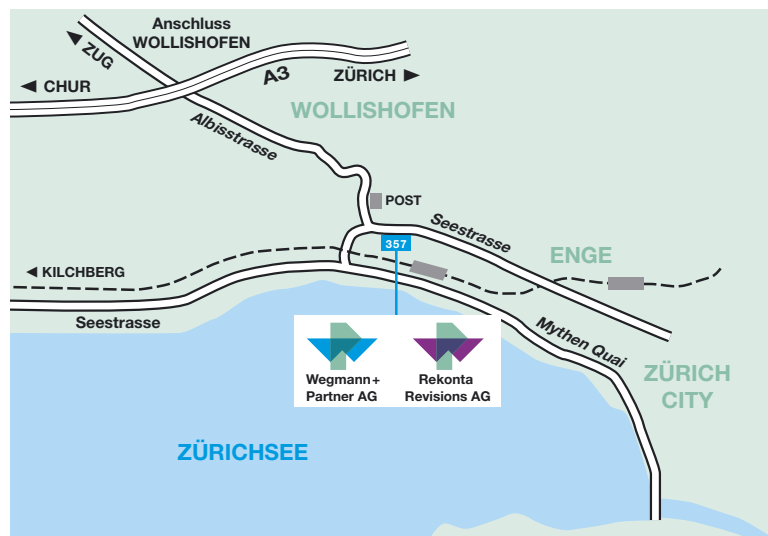 Anschluss
WOLLISHOFEN
ZUG
A3
ZÜRICH
CHUR
WOLLISHOFEN
Albisstrasse
POST
Seestrasse
357
ENGE
KILCHBERG
Seestrasse
Mythen Quai
Wegmann+
Partner AG
Rekonta
Revisions AG
ZÜRICH
CITY
ZÜRICHSEE